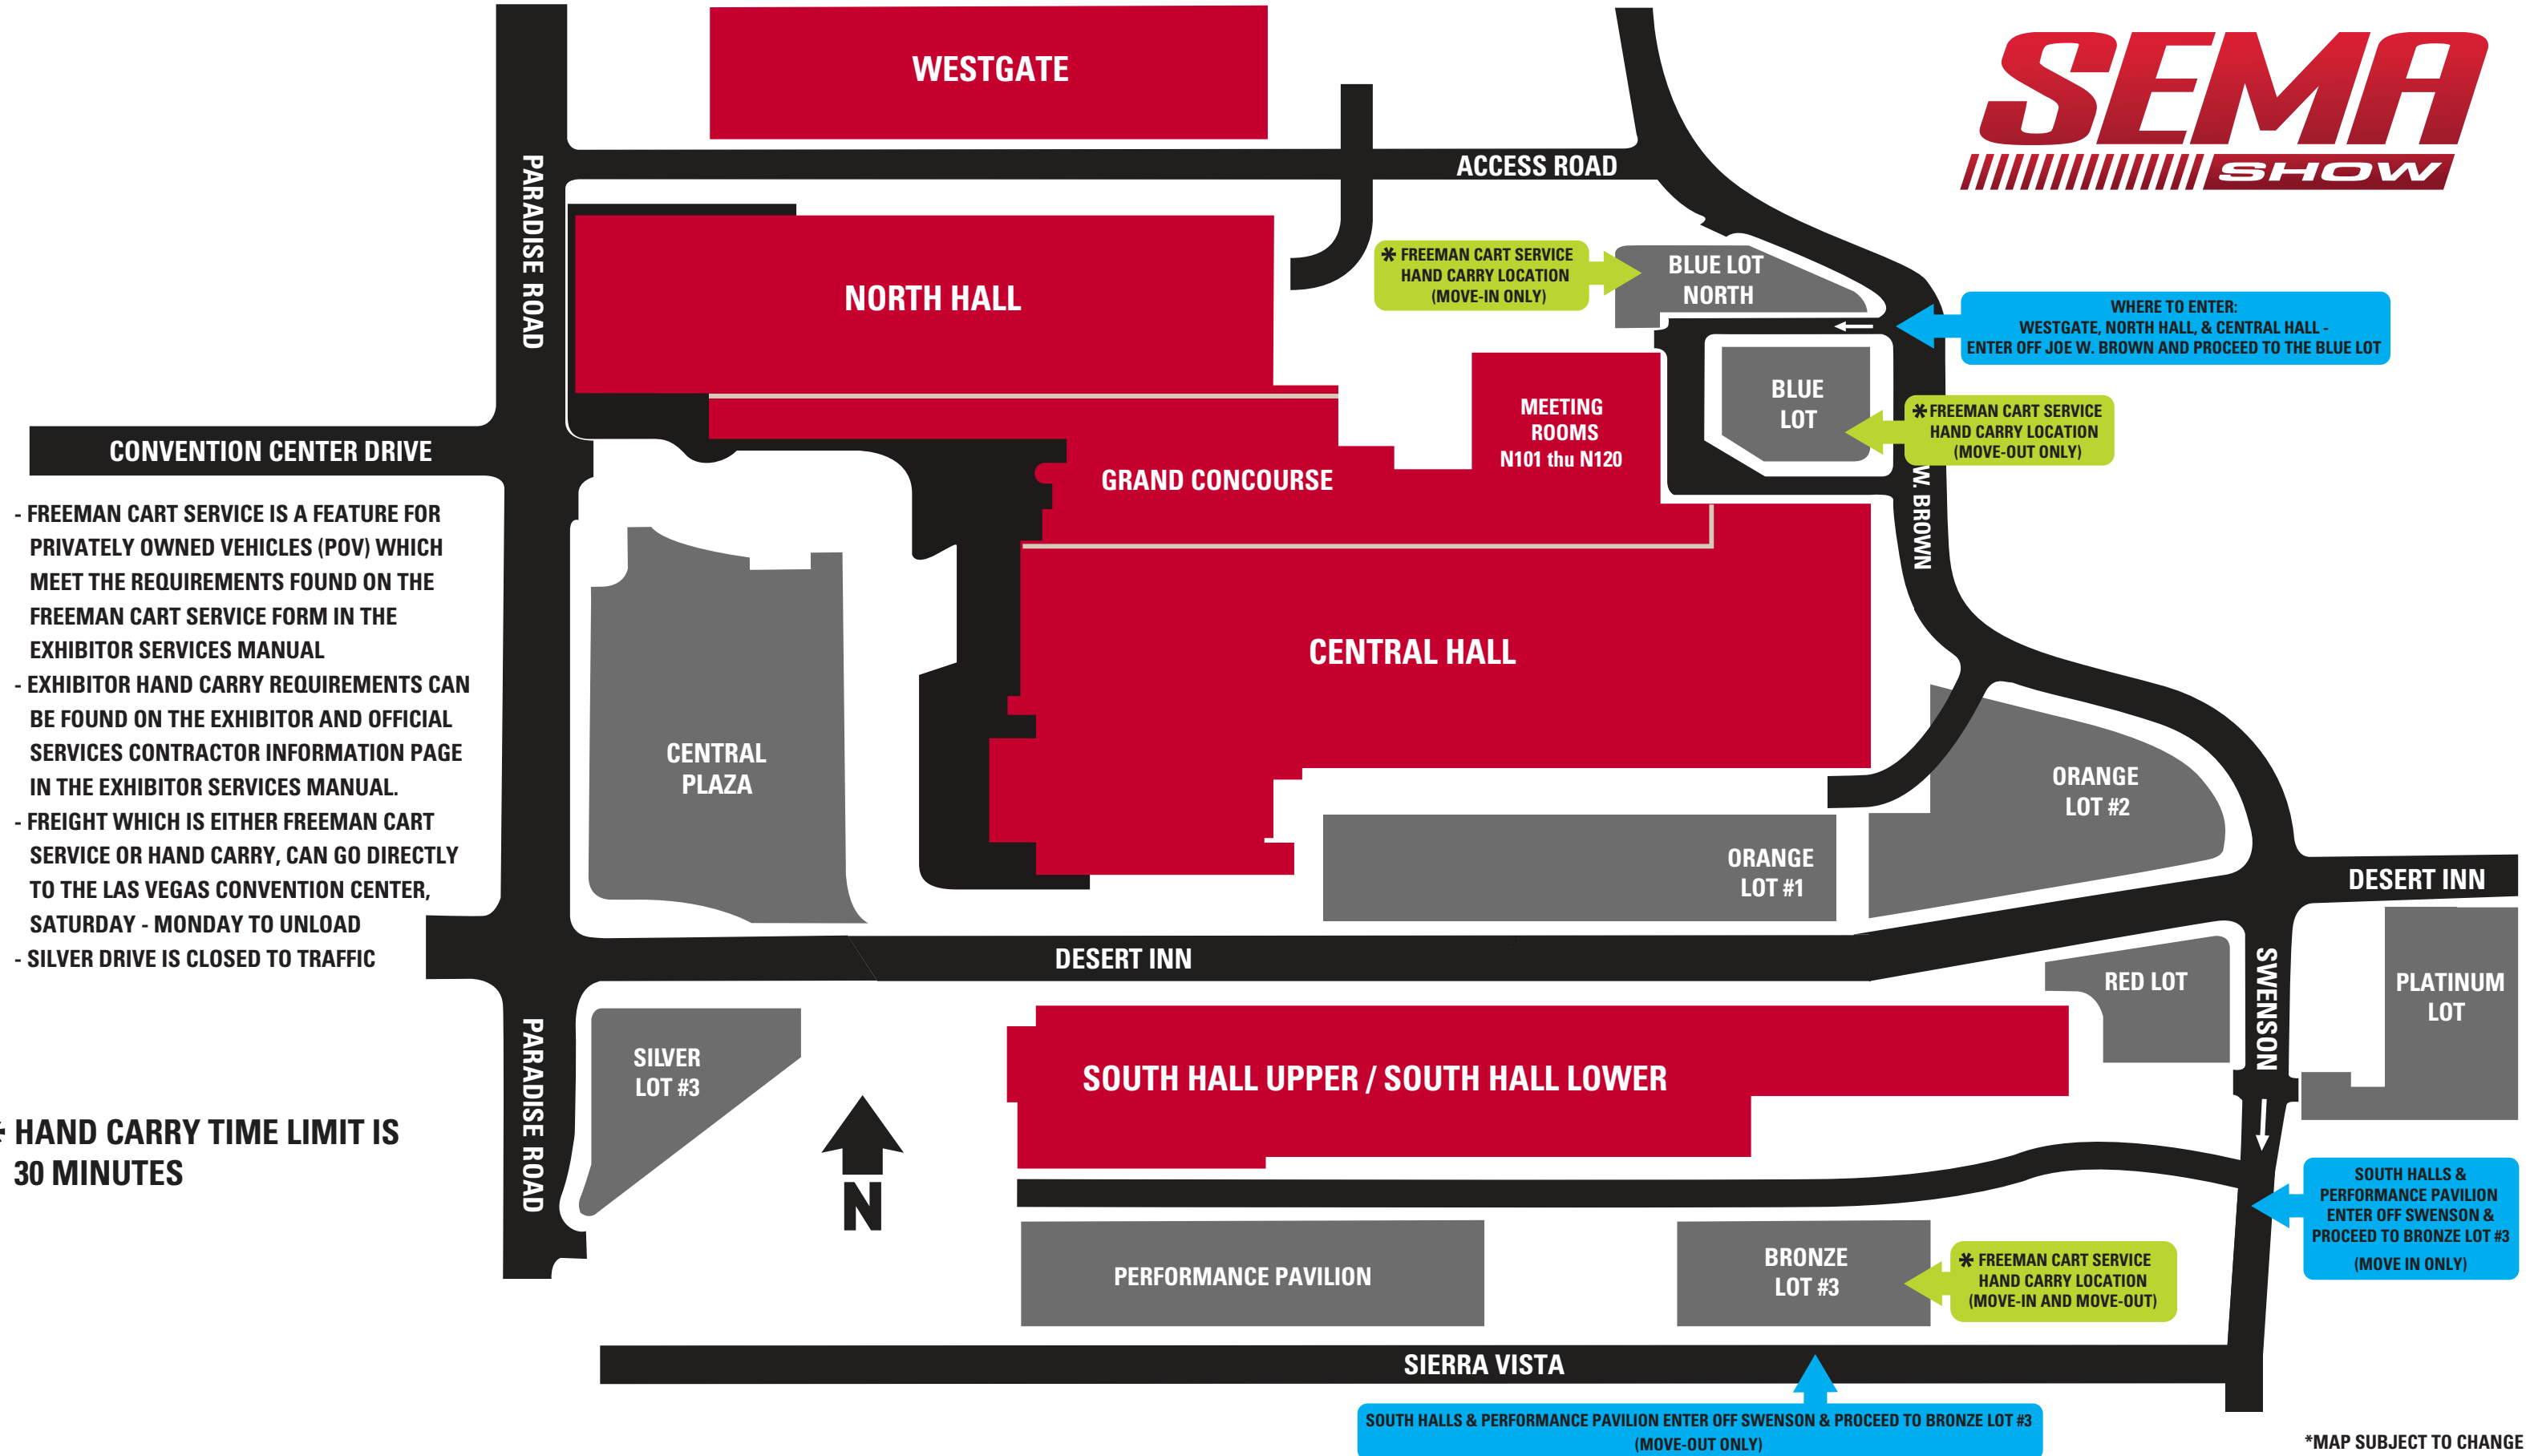 WESTGATE
SEMA
SHOW
PARADISE ROAD
ACCESS ROAD
NORTH HALL
* FREEMAN CART SERVICE
HAND CARRY LOCATION
(MOVE-IN ONLY)
BLUE LOT
NORTH
WHERE TO ENTER:
WESTGATE, NORTH HALL, & CENTRAL HALL -
ENTER OFF JOE W. BROWN AND PROCEED TO THE BLUE LOT
BLUE
LOT
* FREEMAN CART SERVICE
HAND CARRY LOCATION
(MOVE-OUT ONLY)
MEETING
ROOMS
N101 thru N120
CONVENTION CENTER DRIVE
GRAND CONCOURSE
W. BROWN
- FREEMAN CART SERVICE IS A FEATURE FOR
PRIVATELY OWNED VEHICLES (POV) WHICH
MEET THE REQUIREMENTS FOUND ON THE
FREEMAN CART SERVICE FORM IN THE
EXHIBITOR SERVICES MANUAL
- EXHIBITOR HAND CARRY REQUIREMENTS CAN
BE FOUND ON THE EXHIBITOR AND OFFICIAL
SERVICES CONTRACTOR INFORMATION PAGE
IN THE EXHIBITOR SERVICES MANUAL.
- FREIGHT WHICH IS EITHER FREEMAN CART
SERVICE OR HAND CARRY, CAN GO DIRECTLY
TO THE LAS VEGAS CONVENTION CENTER,
SATURDAY - MONDAY TO UNLOAD
- SILVER DRIVE IS CLOSED TO TRAFFIC
CENTRAL HALL
CENTRAL
PLAZA
ORANGE
LOT #2
ORANGE
LOT #1
DESERT INN
DESERT INN
RED LOT
SWENSON
PLATINUM
LOT
SILVER
LOT #3
PARADISE ROAD
SOUTH HALL UPPER / SOUTH HALL LOWER
* HAND CARRY TIME LIMIT IS
30 MINUTES
N
SOUTH HALLS &
PERFORMANCE PAVILION
ENTER OFF SWENSON &
PROCEED TO BRONZE LOT #3
(MOVE IN ONLY)
PERFORMANCE PAVILION
BRONZE
LOT #3
* FREEMAN CART SERVICE
HAND CARRY LOCATION
(MOVE-IN AND MOVE-OUT)
SIERRA VISTA
SOUTH HALLS & PERFORMANCE PAVILION ENTER OFF SWENSON & PROCEED TO BRONZE LOT #3
(MOVE-OUT ONLY)
*MAP SUBJECT TO CHANGE